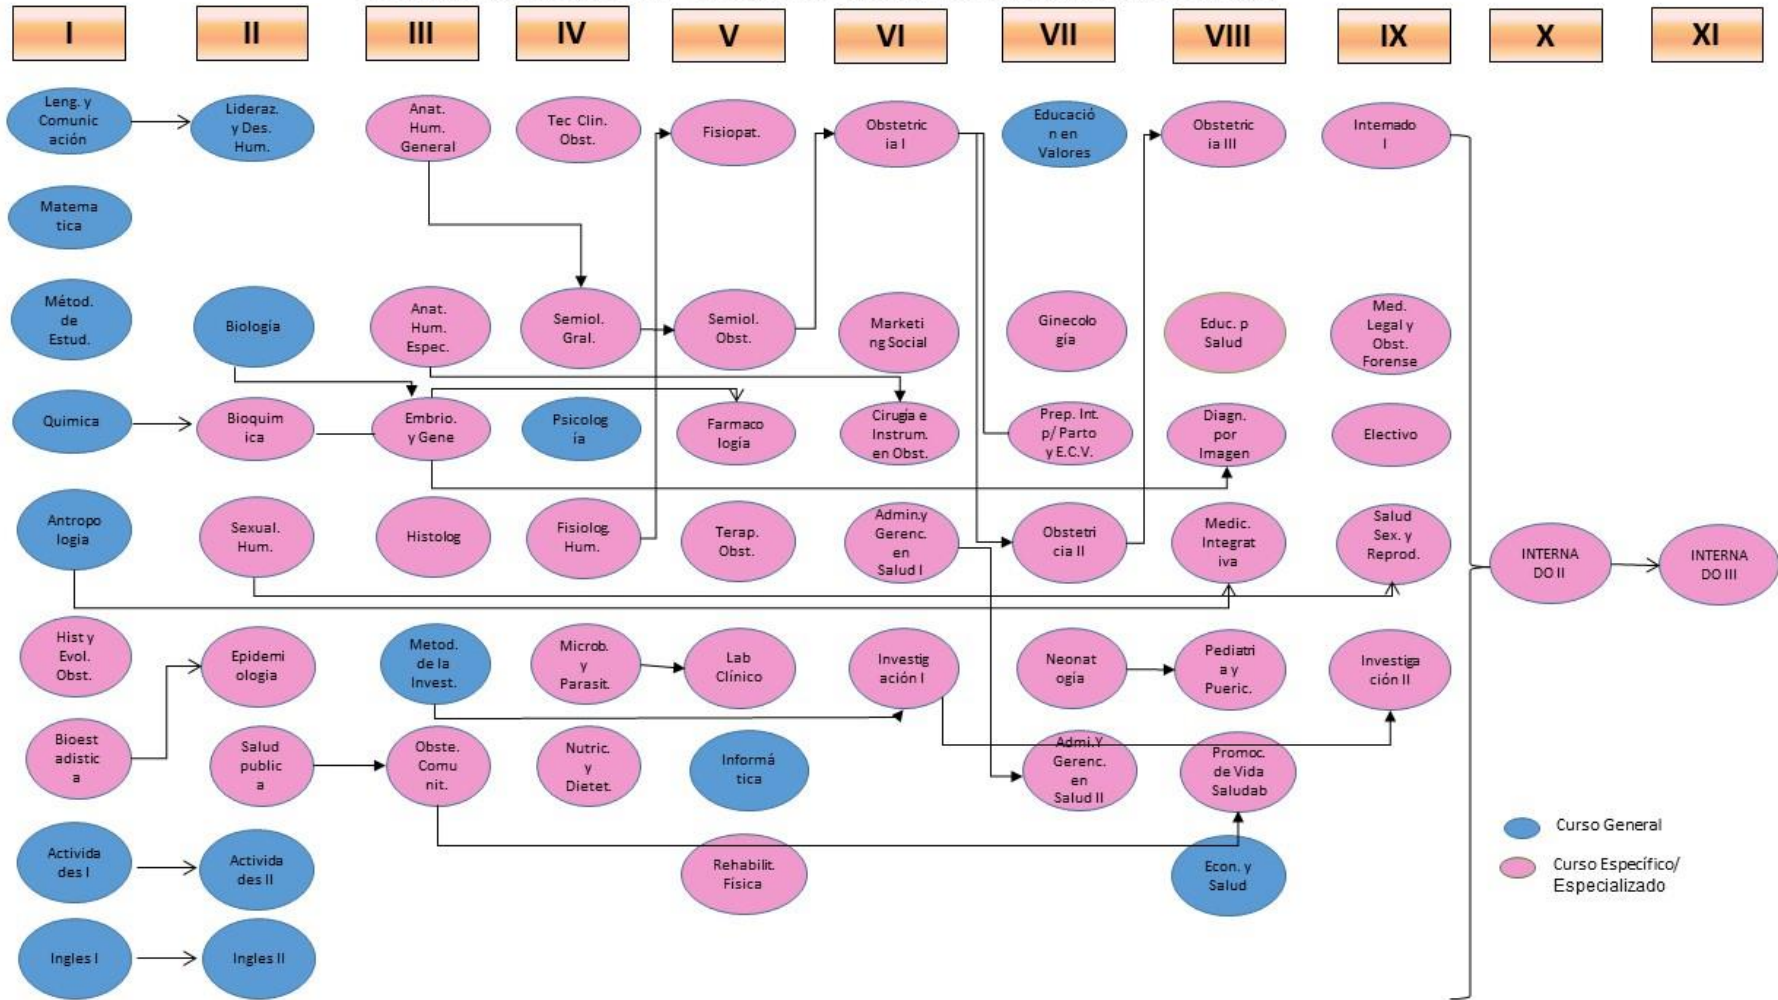 I
II
III
IV
V
VI
VII
VIII
IX
X
XI
Leng. y
Comunic
ación
Lideraz.
y Des.
Hum.
Anat.
Hum.
General
Tec Clin.
Obst.
Fisiopat.
Obstetric
ia I
Educació
n en
Valores
Obstetric
ia III
Internado
I
Matema
tica
Métod.
de
Estud.
Biología
Anat.
Hum.
Espec.
Semiol.
Gral.
Semiol.
Obst.
Marketi
ng Social
Ginecolo
gía
Educ. p
Salud
Med.
Legal y
Obst.
Forense
Quimica
Bioquim
ica
Embrio.
y Gene
Psicolog
ía
Farmaco
logía
Cirugía e
Instrum.
en Obst.
Prep. Int.
p/ Parto
y E.C.V.
Diagn.
por
Imagen
Electivo
Antropo
logia
Sexual.
Hum.
Histolog
Fisiolog.
Hum.
Terap.
Obst.
Admin.y
Gerenc.
en
Salud I
Obstetri
cia II
Medic.
Integrat
iva
Salud
Sex. y
Reprod.
INTERNA
DO II
INTERNA
DO III
Hist y
Evol.
Obst.
Epidemi
ologia
Metod.
de la
Invest.
Microb.
y
Parasit.
Lab
Clínico
Investig
ación I
Neonat
ogía
Pediatri
a y
Pueric.
Investiga
ción II
Bioest
adistic
a
Salud
public
a
Obste.
Comu
nit.
Nutric.
y
Dietet.
Informá
tica
Admi.Y
Gerenc.
en
Salud II
Promoc.
de Vida
Saludab
Activida
des I
Activida
des II
Rehabilit.
Física
Econ. y
Salud
Ingles I
Ingles II
Curso General
Curso Específico/
Especializado